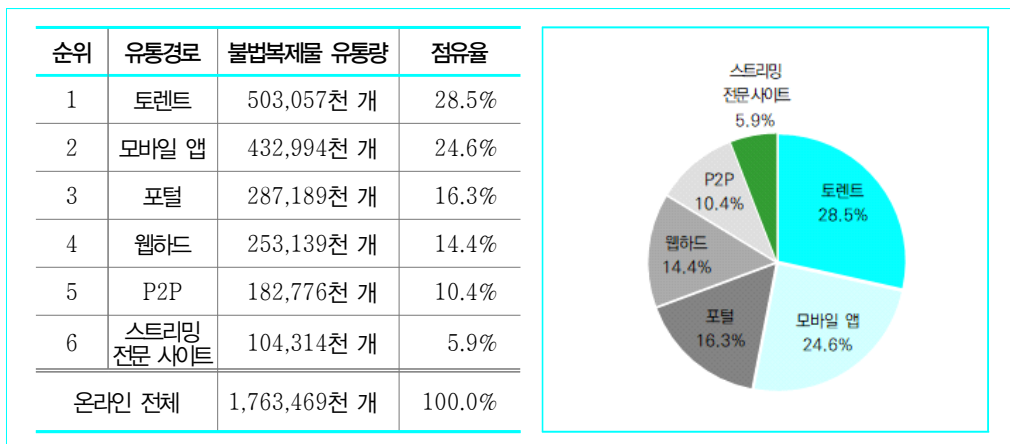 순위 유통경로 불법복제물 유통량 점유율
1 토렌트 503,057천 개 28.5%
2 모바일 앱 432,994천 개 24.6%
3 포털 287,189천 개 16.3%
4 웹하드 253,139천 개 14.4%
5 P2P 182,776천 개 10.4%
6 스트리밍 전문 사이트 104,314천 개 5.9%
온라인 전체 1,763,469천 개 100.0%
스트리밍
전문 사이트
5.9%
토렌트
28.5%
모바일 앱
24.6%
포털
16.3%
웹하드
14.4%
P2P
10.4%